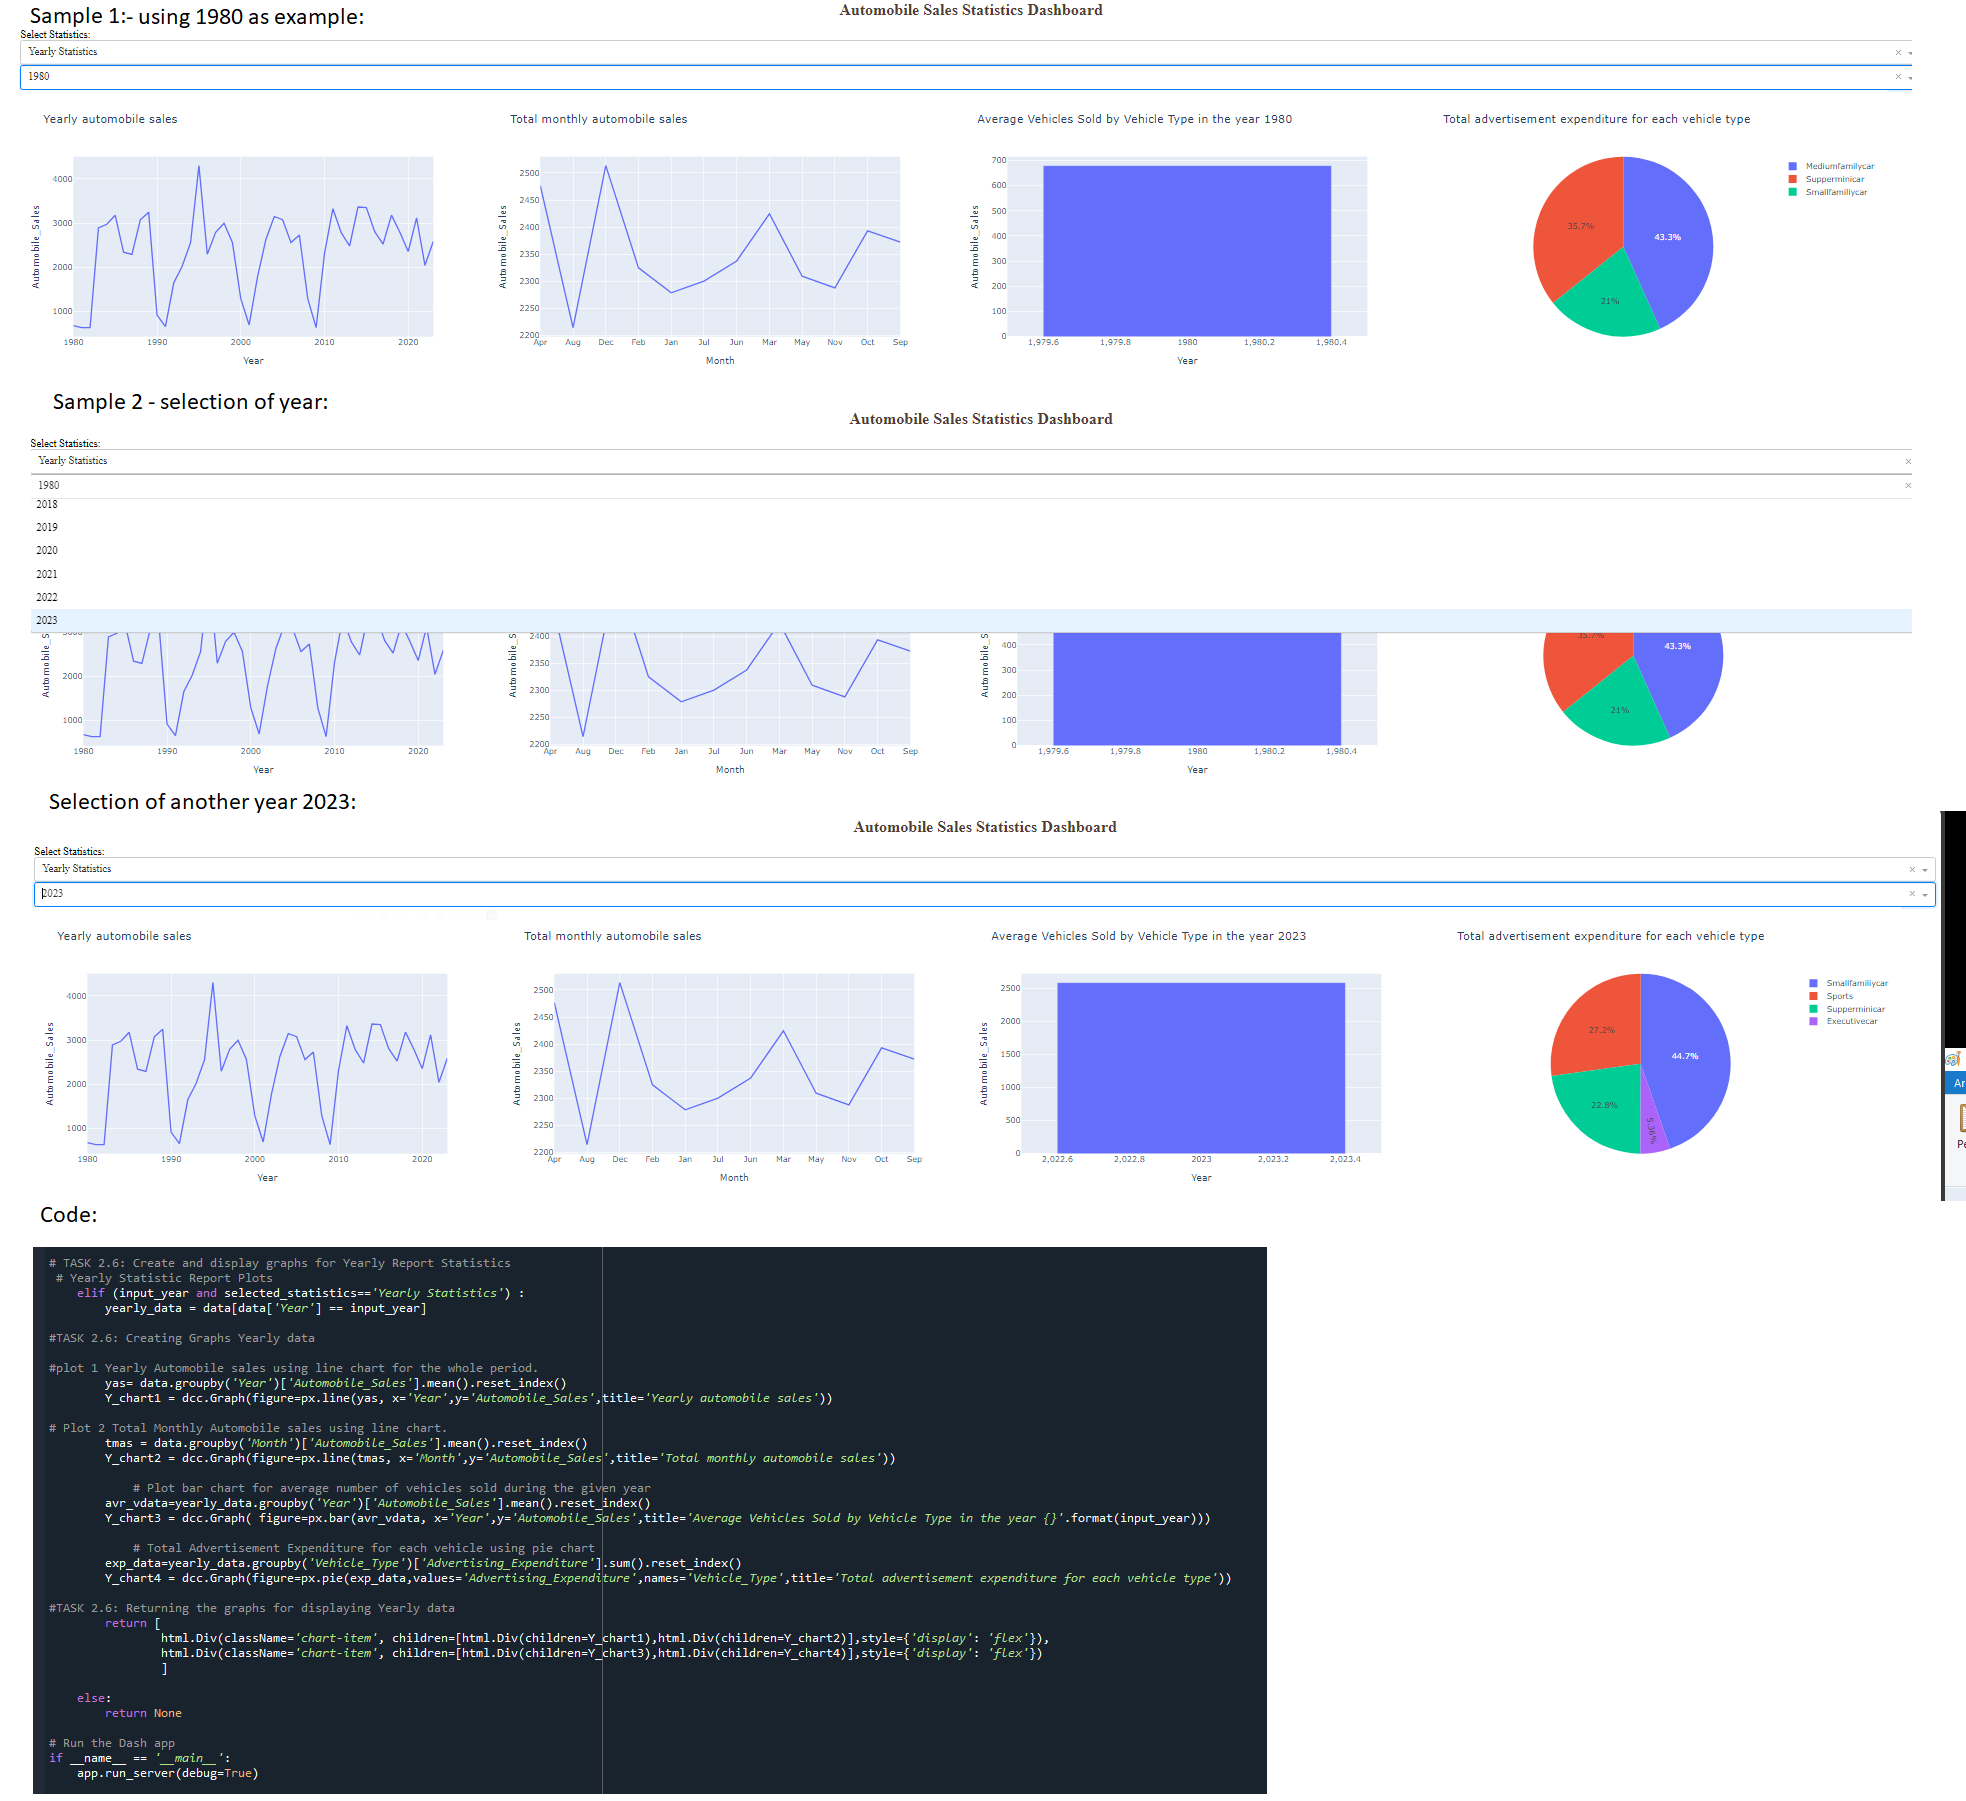 Sample 1:- using 1980 as example:
Automobile Sales Statistics Dashboard
Select Statistics:
Yearly Statistics
× 
1980
×
Yearly automobile sales
Automobile_Sales
4000
3000
2000
1000
1980 1990 2000 2010 2020
Year
Total monthly automobile sales
Automobile_Sales
2500
2450
2400
2350
2300
2250
2200
Apr Aug Dec Feb Jan Jul Jun Mar May Nov Oct Sep
Month
Average Vehicles Sold by Vehicle Type in the year 1980
Automobile_Sales
700
600
500
400
300
200
100
0
1,979.6 1,979.8 1980 1,980.2 1,980.4
Year
Total advertisement expenditure for each vehicle type
35.7%
43.3%
21%
Mediumfamilycar
Supperminicar
Smallfamiliycar
Sample 2 - selection of year:
Automobile Sales Statistics Dashboard
Select Statistics:
Yearly Statistics
×
1980
×
2018
2019
2020
2021
2022
2023
Automobile_S
3000
2000
1000
1980 1990 2000 2010 2020
Year
Automobile_S
2400
2350
2300
2250
2200
Apr Aug Dec Feb Jan Jul Jun Mar May Nov Oct Sep
Month
Automobile_S
400
300
200
100
0
1,979.6 1,979.8 1980 1,980.2 1,980.4
Year
35.7%
43.3%
21%
Selection of another year 2023:
Automobile Sales Statistics Dashboard
Select Statistics:
Yearly Statistics
×
2023
×
Yearly automobile sales
Automobile_Sales
4000
3000
2000
1000
1980 1990 2000 2010 2020
Year
Total monthly automobile sales
Automobile_Sales
2500
2450
2400
2350
2300
2250
2200
Apr Aug Dec Feb Jan Jul Jun Mar May Nov Oct Sep
Month
Average Vehicles Sold by Vehicle Type in the year 2023
Automobile_Sales
2500
2000
1500
1000
500
0
2,022.6 2,022.8 2023 2,023.2 2,023.4
Year
Total advertisement expenditure for each vehicle type
27.2%
44.7%
22.8%
5.36%
Smallfamiliycar
Sports
Supperminicar
Executivecar
Ar
Pe
Code:
# TASK 2.6: Create and display graphs for Yearly Report Statistics
# Yearly Statistic Report Plots
elif (input_year and selected_statistics=='Yearly Statistics') :
yearly_data = data[data['Year'] == input_year]
#TASK 2.6: Creating Graphs Yearly data
#plot 1 Yearly Automobile sales using line chart for the whole period.
yas= data.groupby('Year')['Automobile_Sales'].mean().reset_index()
Y_chart1 = dcc.Graph(figure=px.line(yas, x='Year',y='Automobile_Sales',title='Yearly automobile sales'))
# Plot 2 Total Monthly Automobile sales using line chart.
tmas = data.groupby('Month')['Automobile_Sales'].mean().reset_index()
Y_chart2 = dcc.Graph(figure=px.line(tmas, x='Month',y='Automobile_Sales',title='Total monthly automobile sales'))
# Plot bar chart for average number of vehicles sold during the given year
avr_vdata=yearly_data.groupby('Year')['Automobile_Sales'].mean().reset_index()
Y_chart3 = dcc.Graph( figure=px.bar(avr_vdata, x='Year',y='Automobile_Sales',title='Average Vehicles Sold by Vehicle Type in the year {}'.format(input_year)))
# Total Advertisement Expenditure for each vehicle using pie chart
exp_data=yearly_data.groupby('Vehicle_Type')['Advertising_Expenditure'].sum().reset_index()
Y_chart4 = dcc.Graph(figure=px.pie(exp_data,values='Advertising_Expenditure',names='Vehicle_Type',title='Total advertisement expenditure for each vehicle type'))
#TASK 2.6: Returning the graphs for displaying Yearly data
return [
html.Div(className='chart-item', children=[html.Div(children=Y_chart1),html.Div(children=Y_chart2)],style={'display': 'flex'}),
html.Div(className='chart-item', children=[html.Div(children=Y_chart3),html.Div(children=Y_chart4)],style={'display': 'flex'})
]
else:
return None
# Run the Dash app
if __name__ == '__main__':
app.run_server(debug=True)